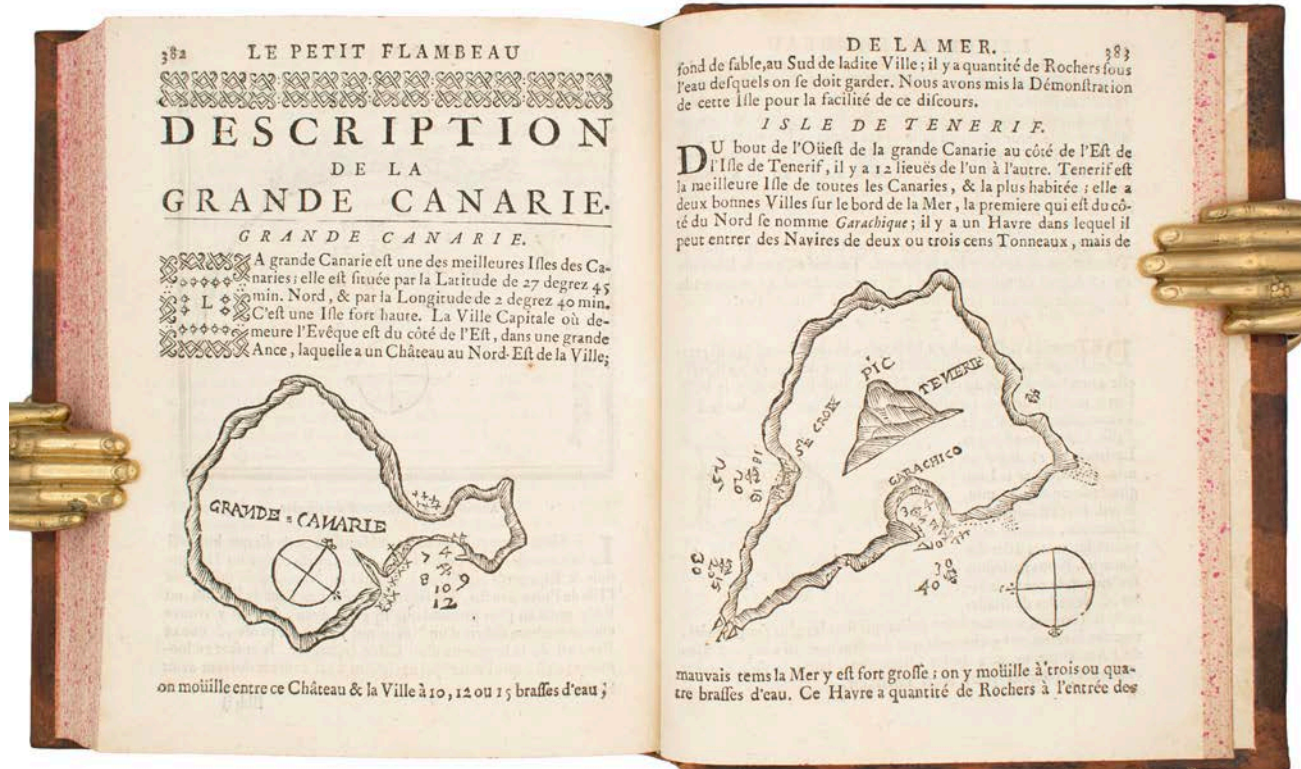 382 LE PETIT FLAMBEAU
DESCRIPTION
DE LA
GRANDE CANARIE.
GRANDE CANARIE.
LA grande Canarie eſt une des meilleures Iſles des Ca-
naries; elle eſt ſituée par la Latitude de 27 degrez 45
min. Nord, & par la Longitude de 2 degrez 40 min.
C'eſt une Iſle fort haute. La Ville Capitale où de-
meure l'Evêque eſt du côté de l'Eſt, dans une grande
Ance, laquelle a un Château au Nord-Eſt de la Ville;
GRANDE = CANARIE
7 4
8 9
10
12
on moüille entre ce Château & la Ville à 10, 12 ou 15 braſſes d'eau;
DE LA MER. 383
fond de ſable, au Sud de ladite Ville; il y a quantité de Rochers ſous
l'eau deſquels on ſe doit garder. Nous avons mis la Démonſtration
de cette Iſle pour la facilité de ce diſcours.
ISLE DE TENERIF.
DU bout de l'Oüeſt de la grande Canarie au côté de l'Eſt de
l'Iſle de Tenerif, il y a 12 lieuës de l'un à l'autre. Tenerif eſt
la meilleure Iſle de toutes les Canaries, & la plus habitée; elle a
deux bonnes Villes ſur le bord de la Mer, la premiere qui eſt du cô-
té du Nord ſe nomme Garachique; il y a un Havre dans lequel il
peut entrer des Navires de deux ou trois cens Tonneaux, mais de
PIC
TENERIF
Ste CROIX
GARACHICO
18
20
18
25
3
10
30
40
30
25
15
mauvais tems la Mer y eſt fort groſſe; on y moüille à trois ou qua-
tre braſſes d'eau. Ce Havre a quantité de Rochers à l'entrée des